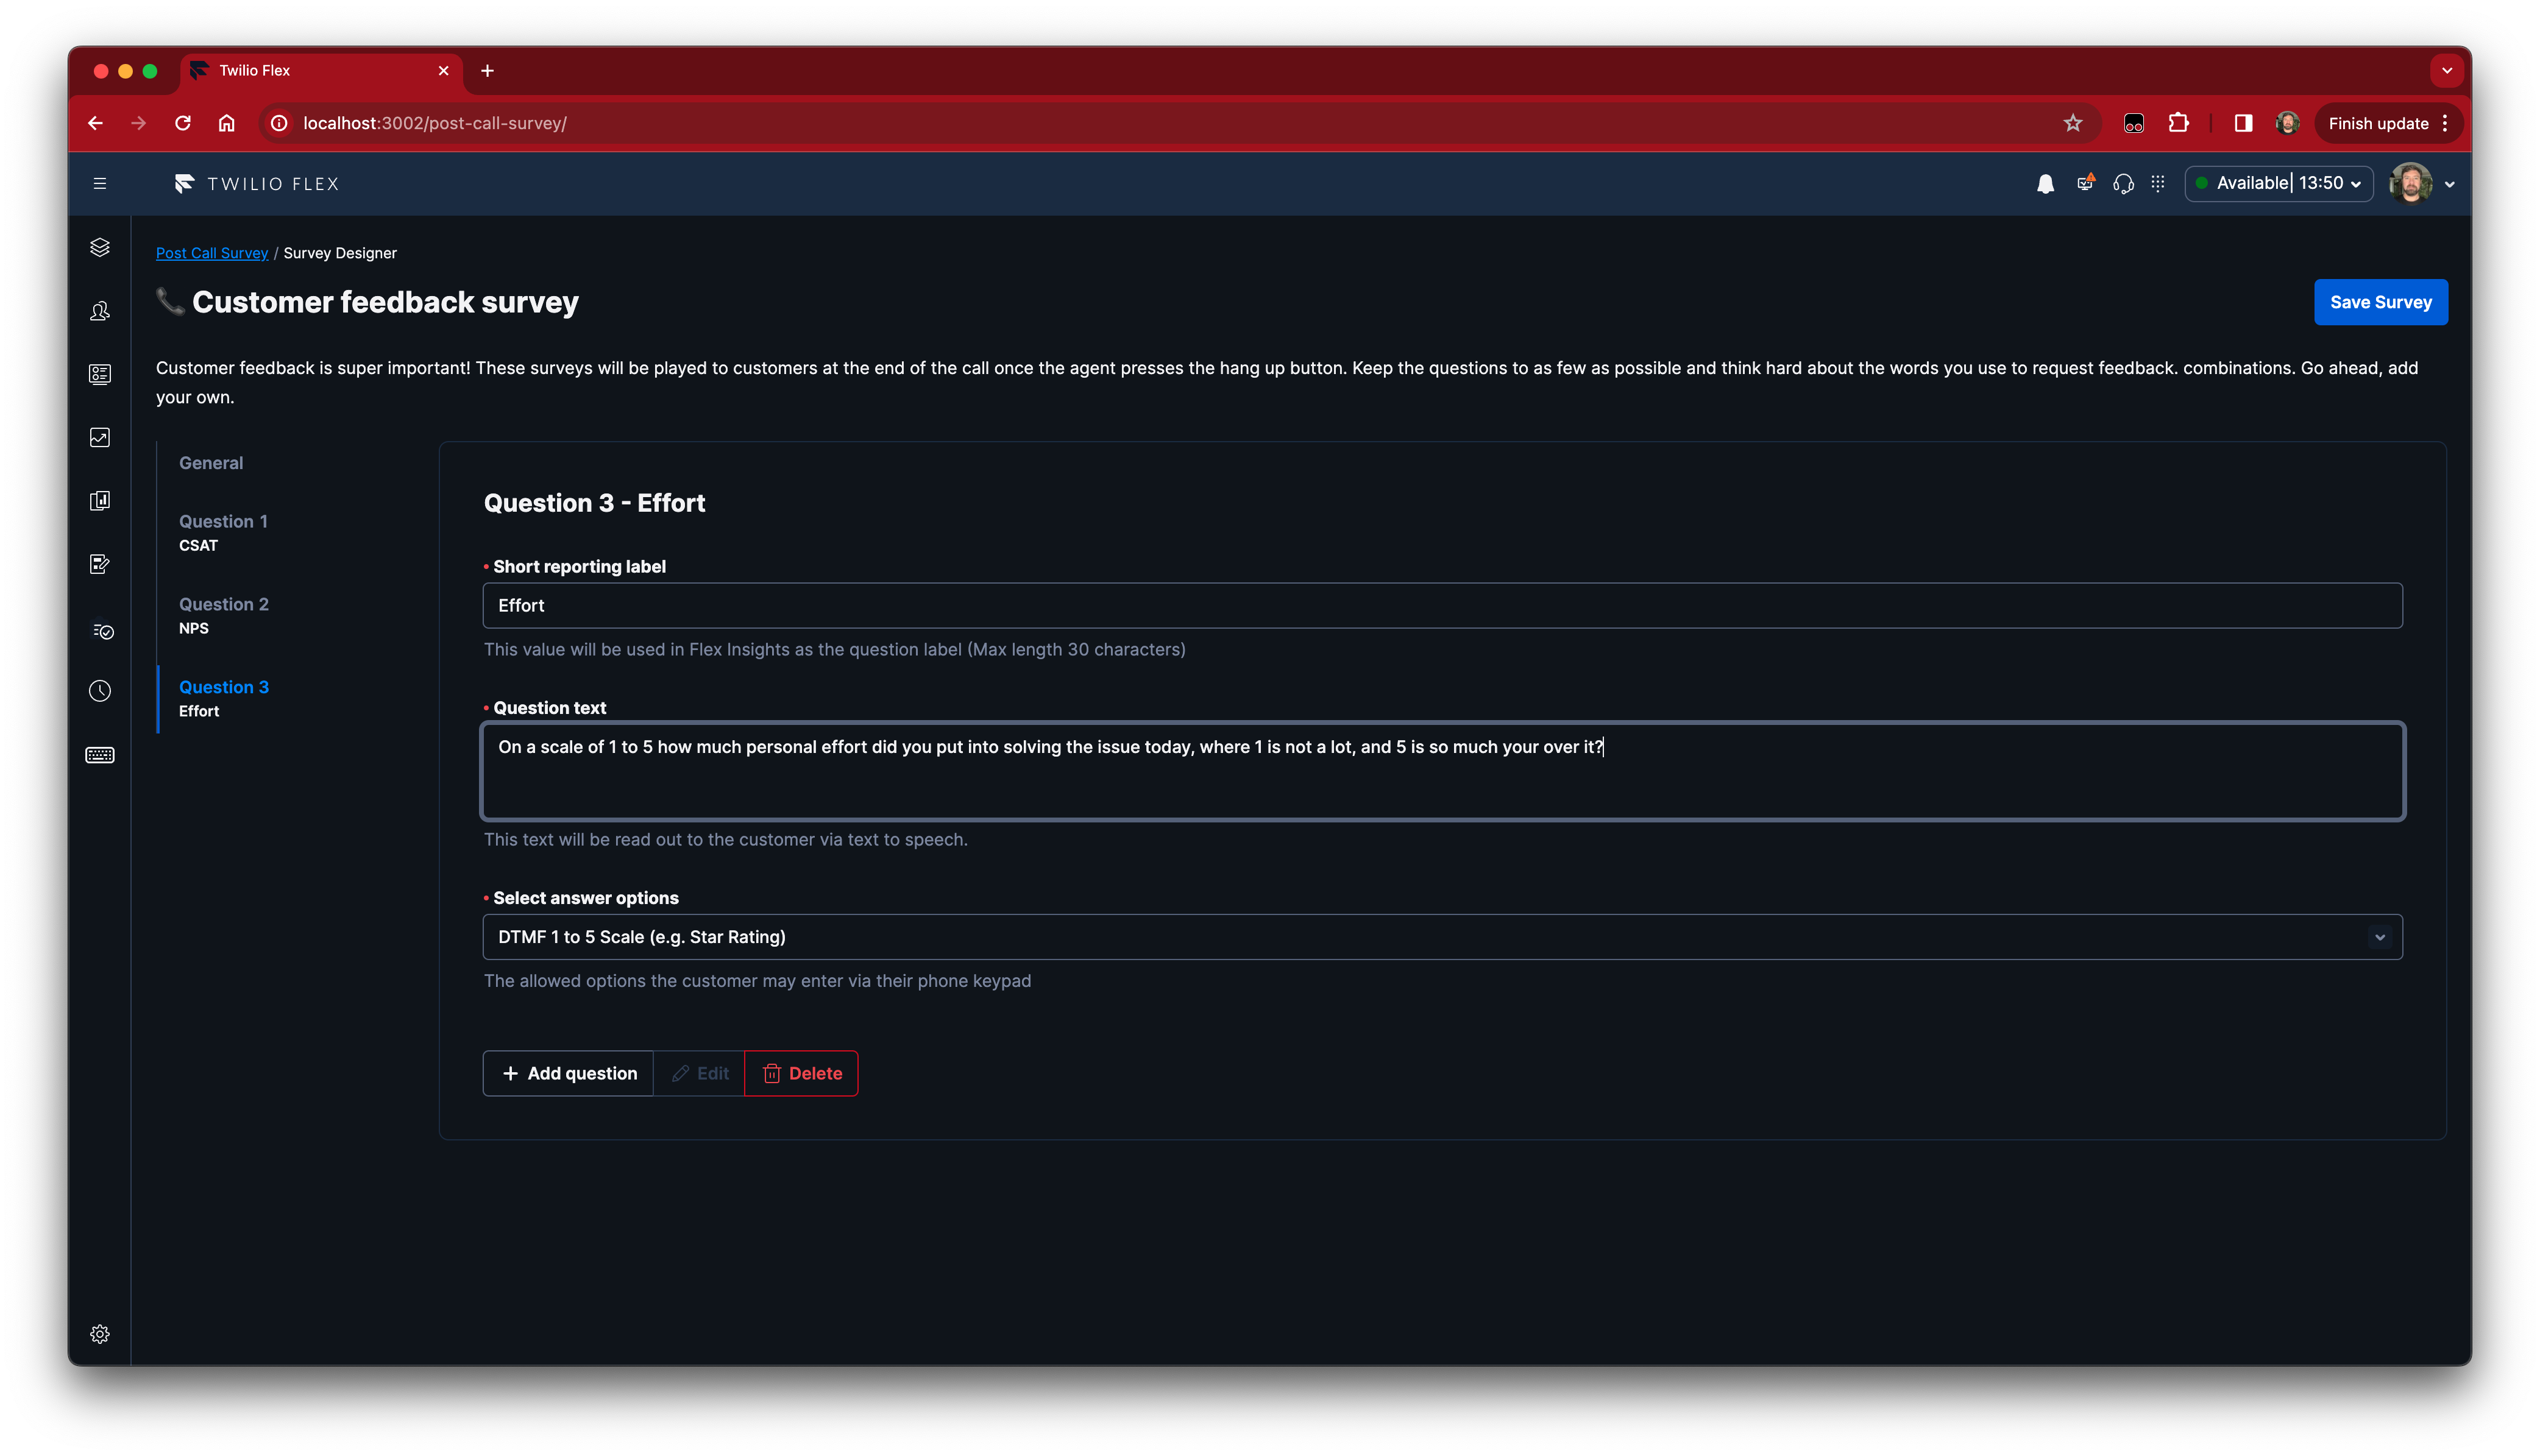 Twilio Flex
localhost:3002/post-call-survey/
Finish update
TWILIO FLEX
Available 13:50
Post Call Survey / Survey Designer
Customer feedback survey
Save Survey
Customer feedback is super important! These surveys will be played to customers at the end of the call once the agent presses the hang up button. Keep the questions to as few as possible and think hard about the words you use to request feedback. combinations. Go ahead, add
your own.
General
Question 1
CSAT
Question 2
NPS
Question 3
Effort
Question 3 - Effort
Short reporting label
Effort
This value will be used in Flex Insights as the question label (Max length 30 characters)
Question text
On a scale of 1 to 5 how much personal effort did you put into solving the issue today, where 1 is not a lot, and 5 is so much your over it?
This text will be read out to the customer via text to speech.
Select answer options
DTMF 1 to 5 Scale (e.g. Star Rating)
The allowed options the customer may enter via their phone keypad
Add question
Edit
Delete